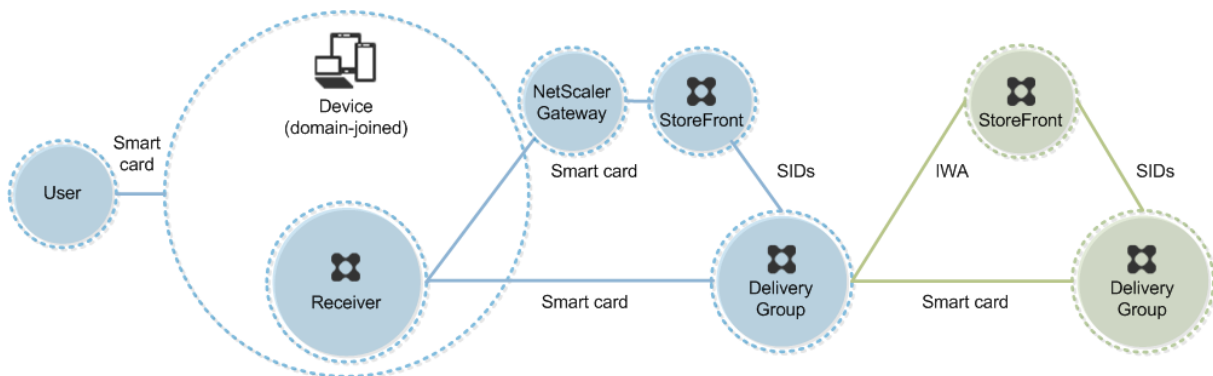 User
Smart
card
Device
(domain-joined)
Receiver
NetScaler
Gateway
StoreFront
Smart card
SIDs
Smart card
Delivery
Group
IWA
StoreFront
SIDs
Smart card
Delivery
Group